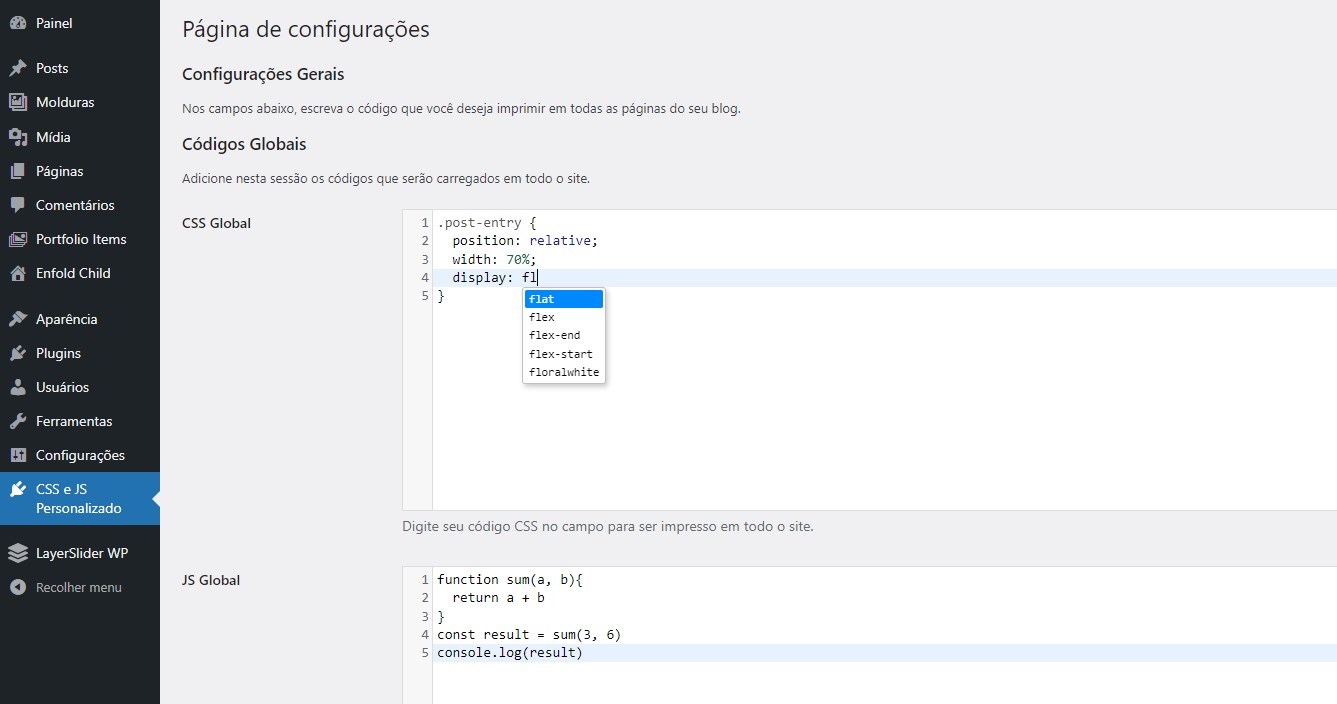 Painel
Posts
Molduras
Mídia
Páginas
Comentários
Portfolio Items
Enfold Child
Aparência
Plugins
Usuários
Ferramentas
Configurações
CSS e JS
Personalizado
LayerSlider WP
Recolher menu
Página de configurações
Configurações Gerais
Nos campos abaixo, escreva o código que você deseja imprimir em todas as páginas do seu blog.
Códigos Globais
Adicione nesta sessão os códigos que serão carregados em todo o site.
CSS Global
1 .post-entry {
2   position: relative;
3   width: 70%;
4   display: fl
5 }
flat
flex
flex-end
flex-start
floralwhite
Digite seu código CSS no campo para ser impresso em todo o site.
JS Global
1 function sum(a, b){
2   return a + b
3 }
4 const result = sum(3, 6)
5 console.log(result)